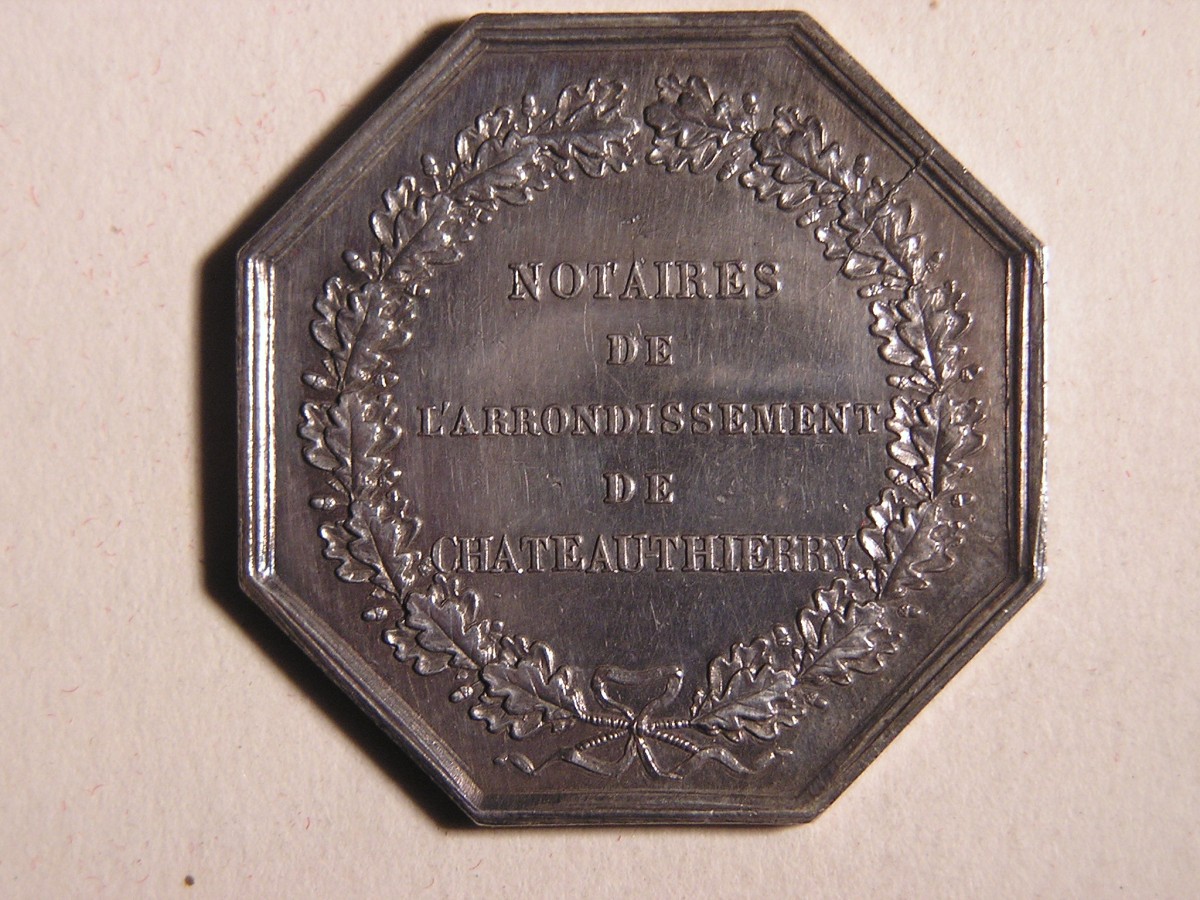 NOTAIRES
DE
L'ARRONDISSEMENT
DE
CHATEAU-THIERRY